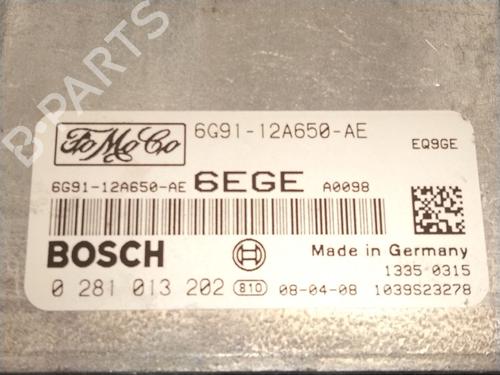 B-PARTS
FoMoCo
6G91-12A650-AE
EQ9GE
6G91-12A650-AE 6EGE A0098
BOSCH
Made in Germany
1335 0315
0 281 013 202 810 08-04-08 1039S23278